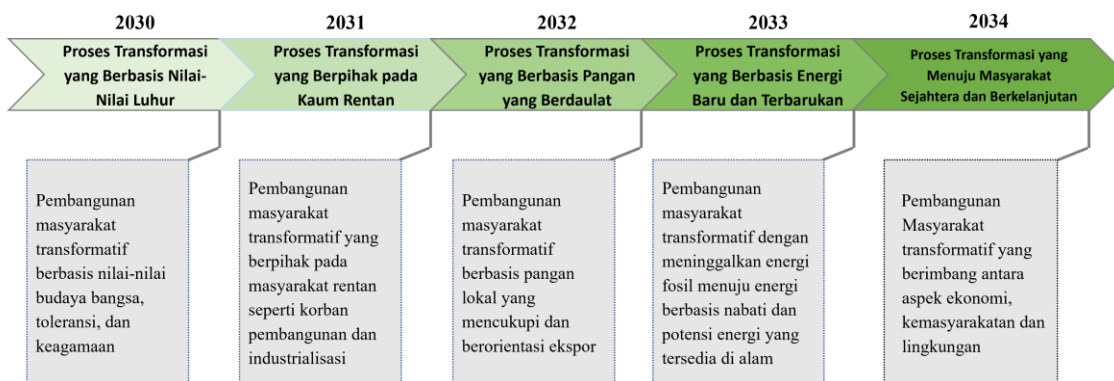 2030
2031
2032
2033
2034
Proses Transformasi
yang Berbasis Nilai-
Nilai Luhur
Proses Transformasi
yang Berpihak pada
Kaum Rentan
Proses Transformasi
yang Berbasis Pangan
yang Berdaulat
Proses Transformasi
yang Berbasis Energi
Baru dan Terbarukan
Proses Transformasi yang
Menuju Masyarakat
Sejahtera dan Berkelanjutan
Pembangunan
masyarakat
transformatif
berbasis nilai-nilai
budaya bangsa,
toleransi, dan
keagamaan
Pembangunan
masyarakat
transformatif yang
berpihak pada
masyarakat rentan
seperti korban
pembangunan dan
industrialisasi
Pembangunan
masyarakat
transformatif
berbasis pangan
lokal yang
mencukupi dan
berorientasi ekspor
Pembangunan
masyarakat
transformatif dengan
meninggalkan energi
fosil menuju energi
berbasis nabati dan
potensi energi yang
tersedia di alam
Pembangunan
Masyarakat
transformatif yang
berimbang antara
aspek ekonomi,
kemasyarakatan dan
lingkungan